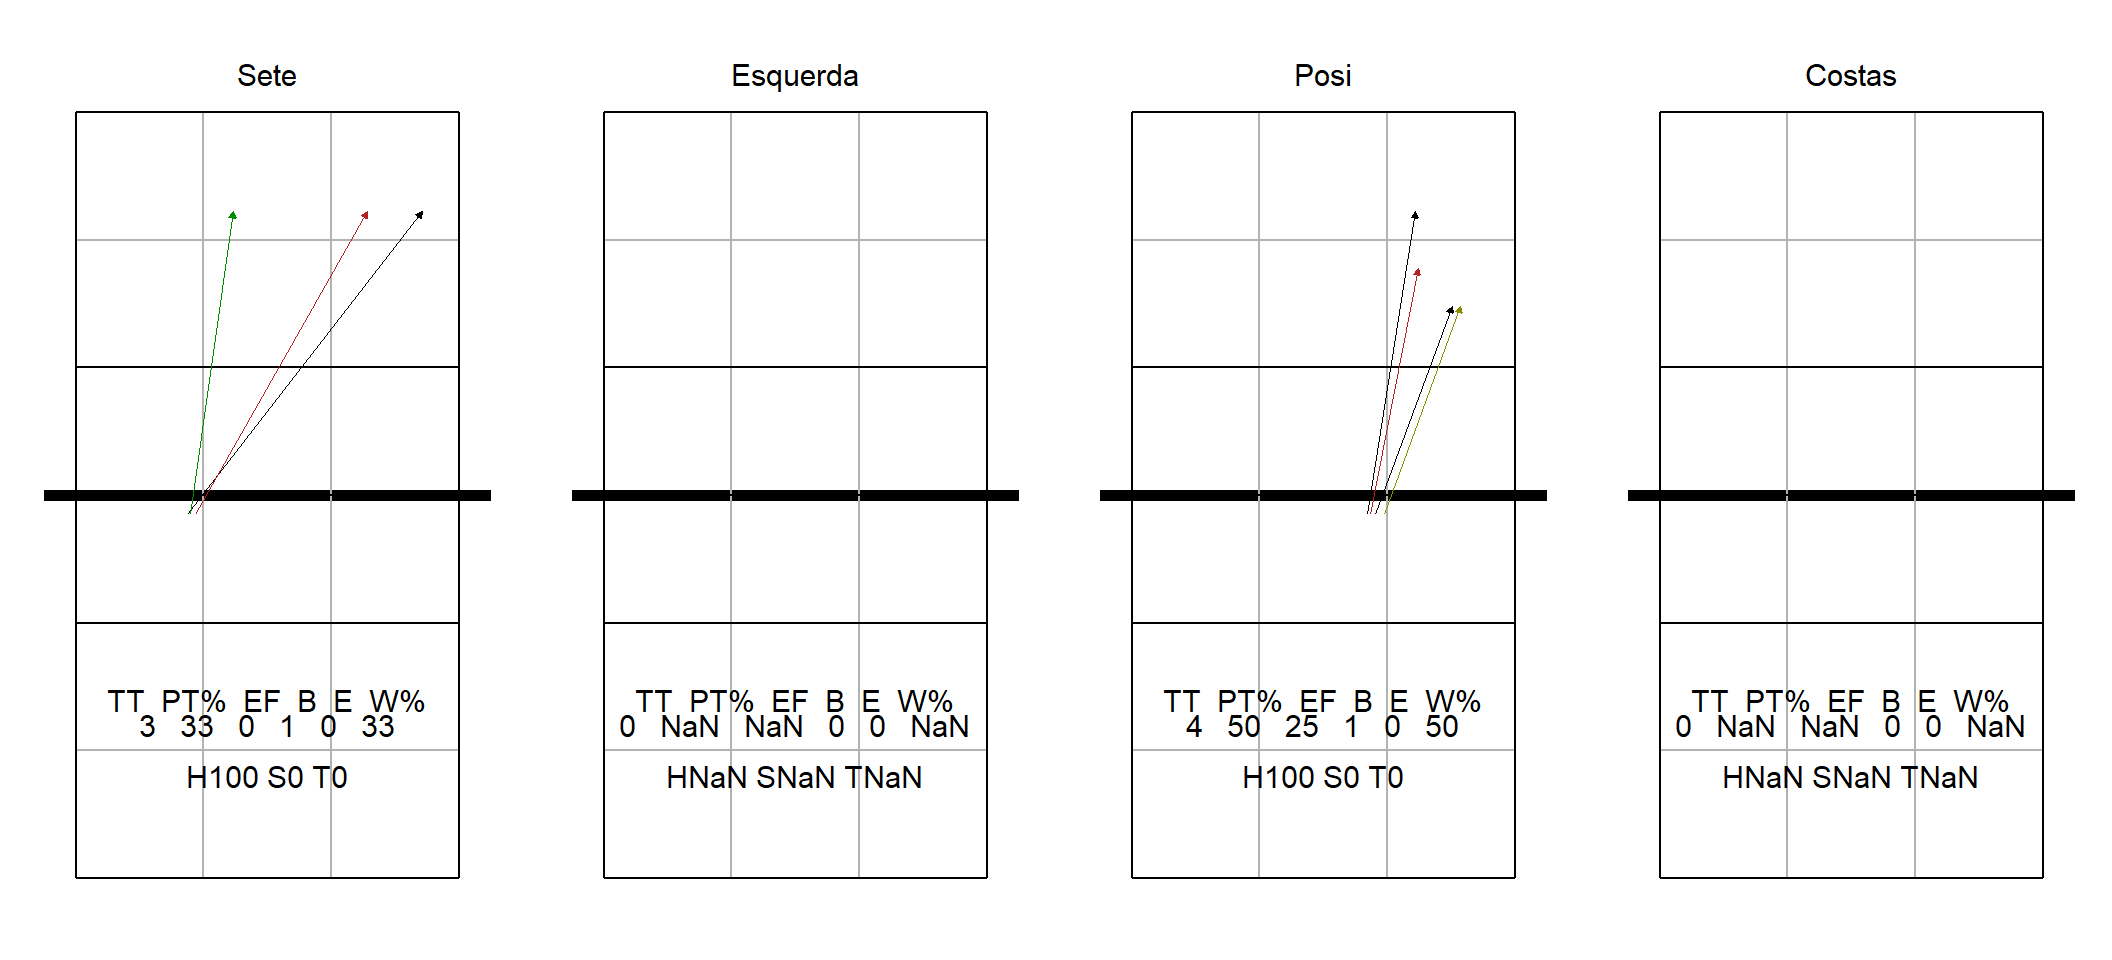 Sete
TT PT% EF B E W%
3 33 0 1 0 33
H100 S0 T0
Esquerda
TT PT% EF B E W%
0 NaN NaN 0 0 NaN
HNaN SNaN TNaN
Posi
TT PT% EF B E W%
4 50 25 1 0 50
H100 S0 T0
Costas
TT PT% EF B E W%
0 NaN NaN 0 0 NaN
HNaN SNaN TNaN